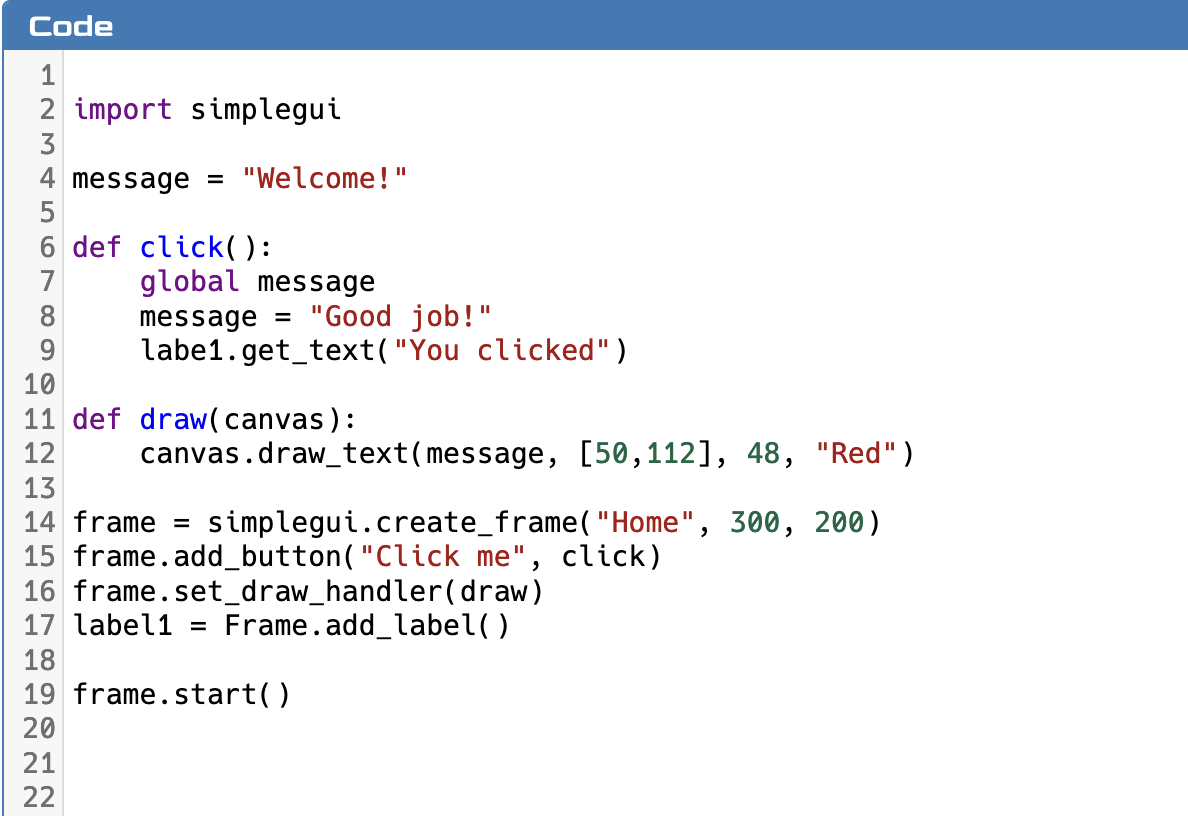 Code
1
2 import simplegui
3
4 message = "Welcome!"
5
6 def click():
7     global message
8     message = "Good job!"
9     labe1.get_text("You clicked")
10
11 def draw(canvas):
12     canvas.draw_text(message, [50,112], 48, "Red")
13
14 frame = simplegui.create_frame("Home", 300, 200)
15 frame.add_button("Click me", click)
16 frame.set_draw_handler(draw)
17 label1 = Frame.add_label()
18
19 frame.start()
20
21
22